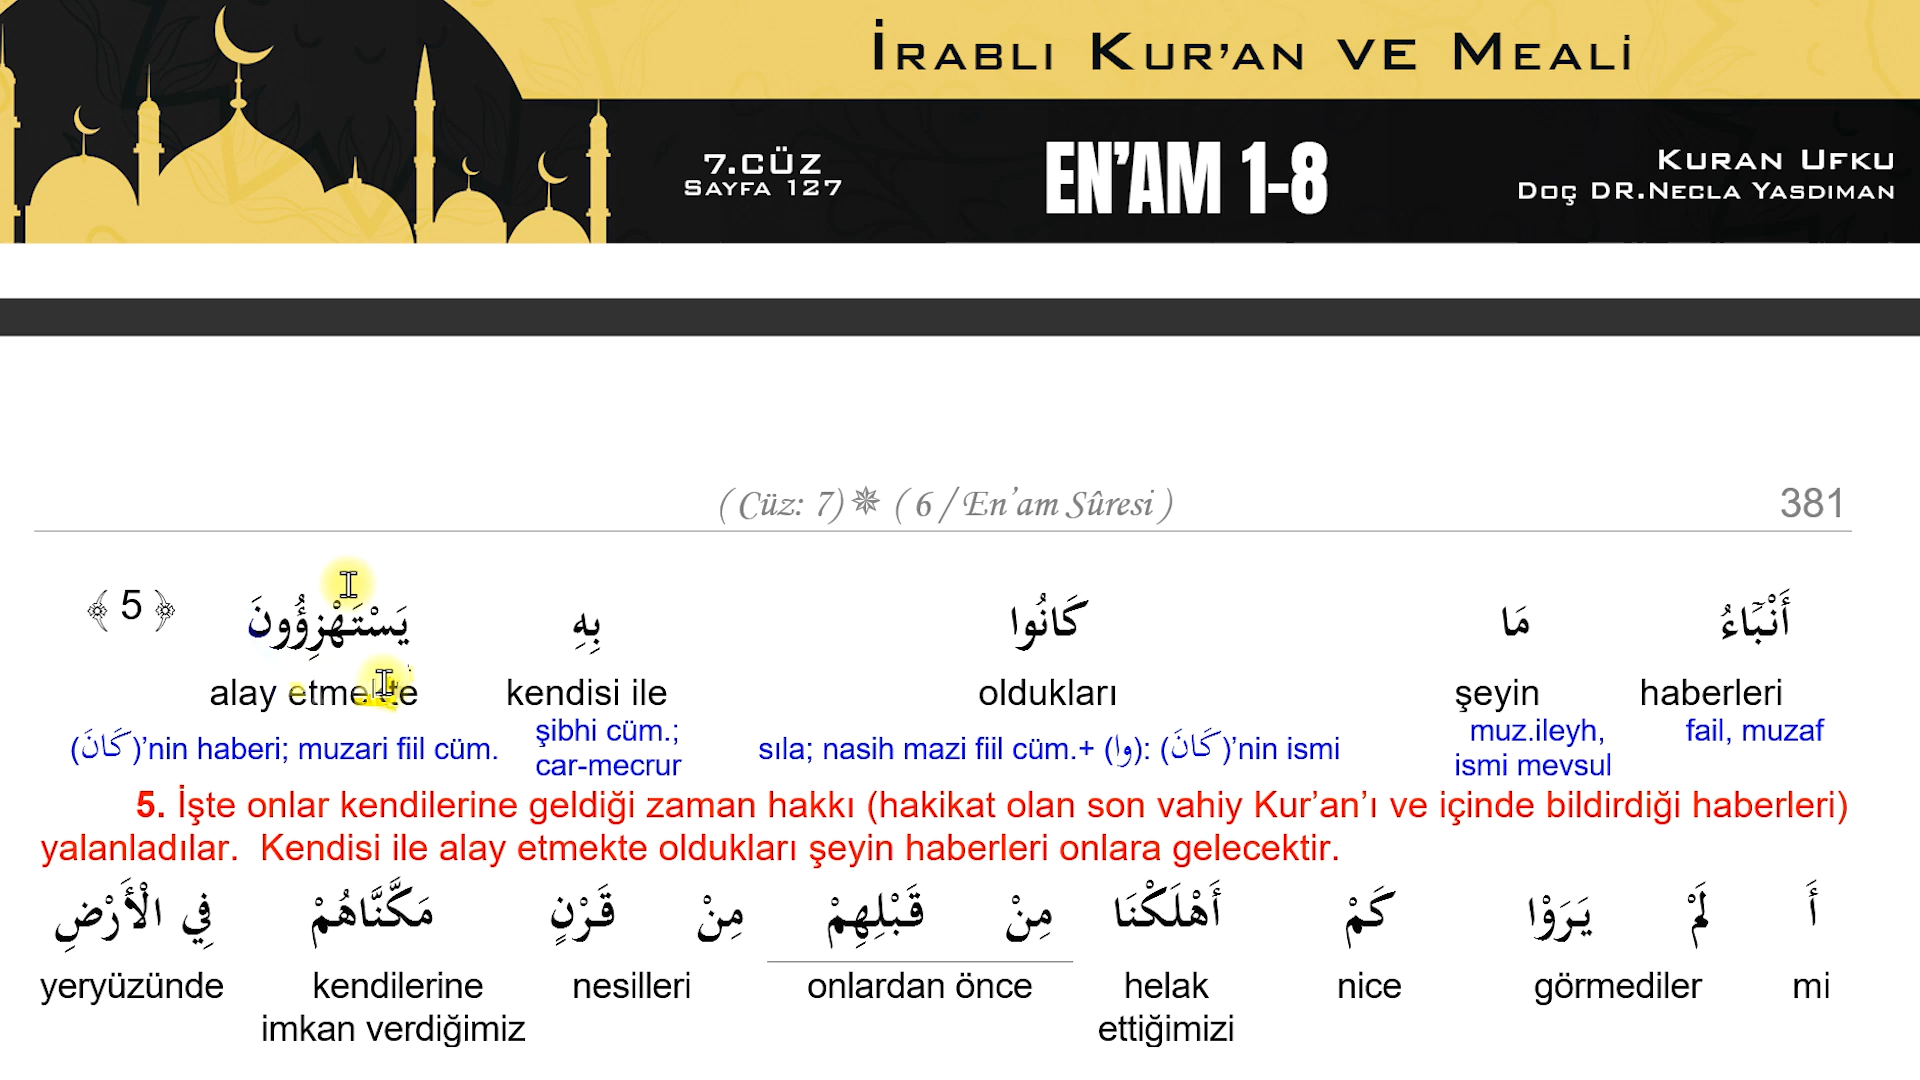 İRABLI KUR’AN VE MEALİ
7.CÜZ
SAYFA 127
EN’AM 1-8
KURAN UFKU
DOÇ DR.NECLA YASDIMAN
( Cüz: 7) ( 6 / En’am Sûresi )
381
أَنْبَٓاءُ مَا كَانُوا بِهِ يَسْتَهْزِؤُونَ ﴿ 5 ﴾
haberleri şeyin oldukları kendisi ile alay etmekte
fail, muzaf
muz.ileyh,
ismi mevsul
sıla; nasih mazi fiil cüm.+ (وا): (كَانَ)’nin ismi
şibhi cüm.;
car-mecrur
(كَانَ)’nin haberi; muzari fiil cüm.
5. İşte onlar kendilerine geldiği zaman hakkı (hakikat olan son vahiy Kur’an’ı ve içinde bildirdiği haberleri)
yalanladılar. Kendisi ile alay etmekte oldukları şeyin haberleri onlara gelecektir.
أَ لَمْ يَرَوْا كَمْ أَهْلَكْنَا مِنْ قَبْلِهِمْ مِنْ قَرْنٍ مَكَّنَّاهُمْ فِي الْأَرْضِ
mi görmediler nice helak ettiğimizi onlardan önce nesilleri kendilerine imkan verdiğimiz yeryüzünde